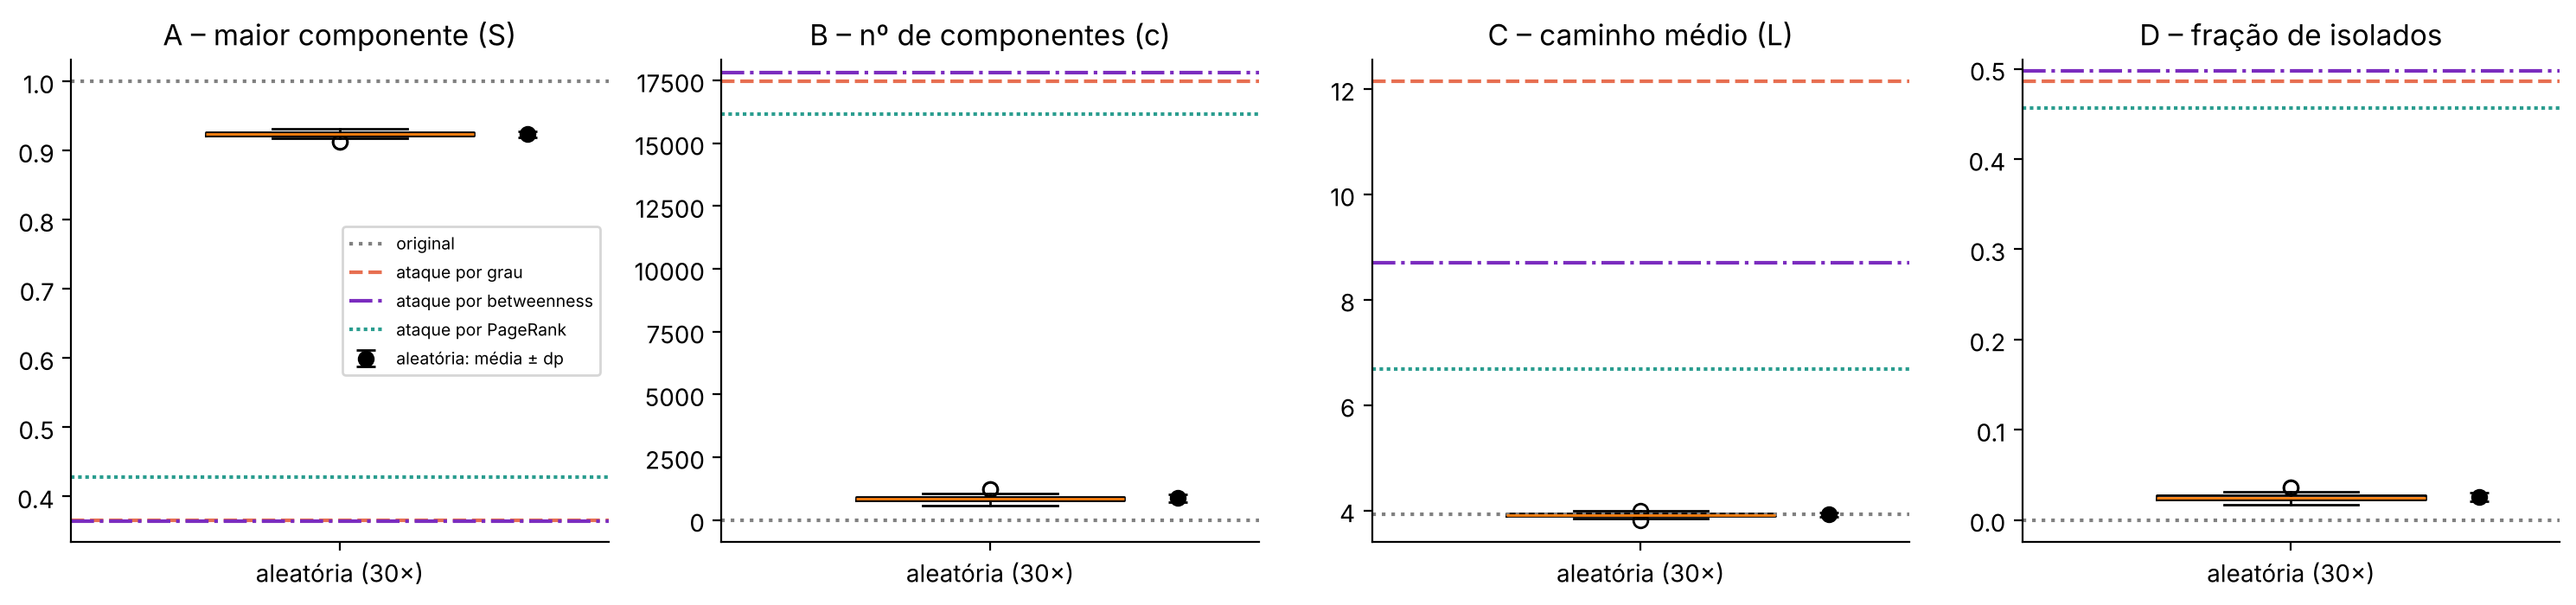 A – maior componente (S)
1.0
0.9
0.8
0.7
0.6
0.5
0.4
original
ataque por grau
ataque por betweenness
ataque por PageRank
aleatória: média ± dp
aleatória (30×)
B – nº de componentes (c)
17500
15000
12500
10000
7500
5000
2500
0
aleatória (30×)
C – caminho médio (L)
12
10
8
6
4
aleatória (30×)
D – fração de isolados
0.5
0.4
0.3
0.2
0.1
0.0
aleatória (30×)